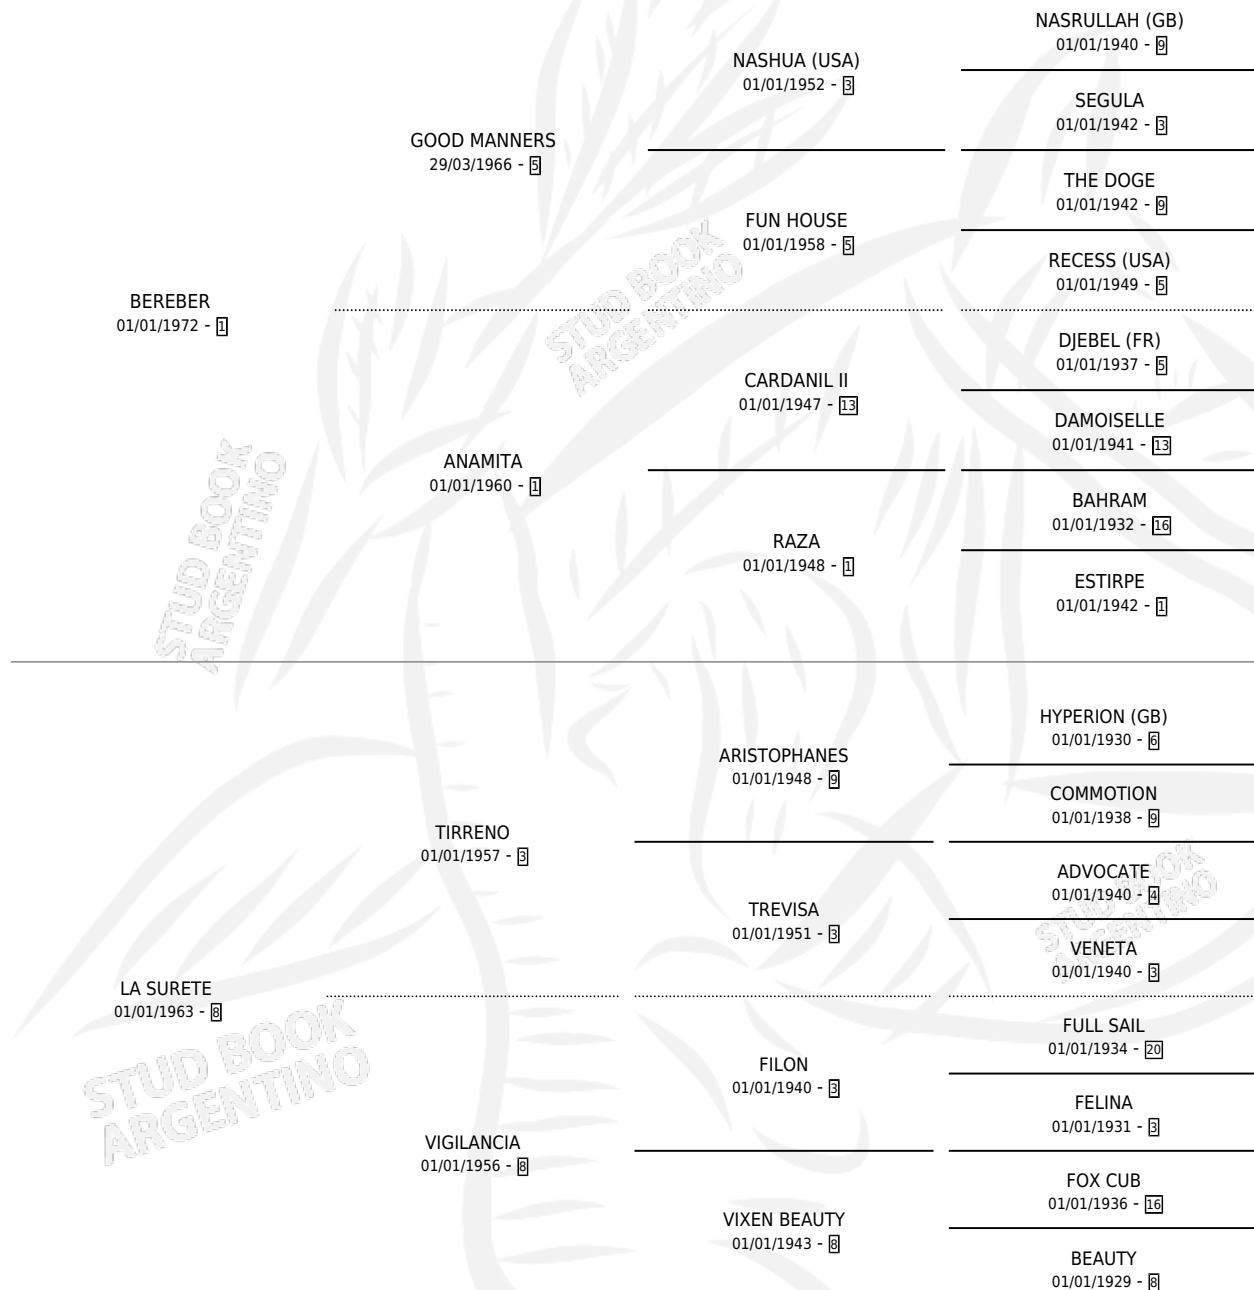 NASRULLAH (GB)
01/01/1940 - 9
NASHUA (USA)
01/01/1952 - 3
SEGULA
01/01/1942 - 3
GOOD MANNERS
29/03/1966 - 5
THE DOGE
01/01/1942 - 9
FUN HOUSE
01/01/1958 - 5
RECESS (USA)
01/01/1949 - 5
BEREBER
01/01/1972 - 1
DJEBEL (FR)
01/01/1937 - 5
CARDANIL II
01/01/1947 - 13
DAMOISELLE
01/01/1941 - 13
ANAMITA
01/01/1960 - 1
BAHRAM
01/01/1932 - 16
RAZA
01/01/1948 - 1
ESTIRPE
01/01/1942 - 1
HYPERION (GB)
01/01/1930 - 6
ARISTOPHANES
01/01/1948 - 9
COMMOTION
01/01/1938 - 9
TIRRENO
01/01/1957 - 3
ADVOCATE
01/01/1940 - 4
TREVISA
01/01/1951 - 3
VENETA
01/01/1940 - 3
LA SURETE
01/01/1963 - 8
FULL SAIL
01/01/1934 - 20
FILON
01/01/1940 - 3
FELINA
01/01/1931 - 3
VIGILANCIA
01/01/1956 - 8
FOX CUB
01/01/1936 - 16
VIXEN BEAUTY
01/01/1943 - 8
BEAUTY
01/01/1929 - 8
STUD BOOK
ARGENTINO
STUD BOOK
ARGENTINO
STUD BOOK
ARGENTINO
STUD BOOK
ARGENTINO